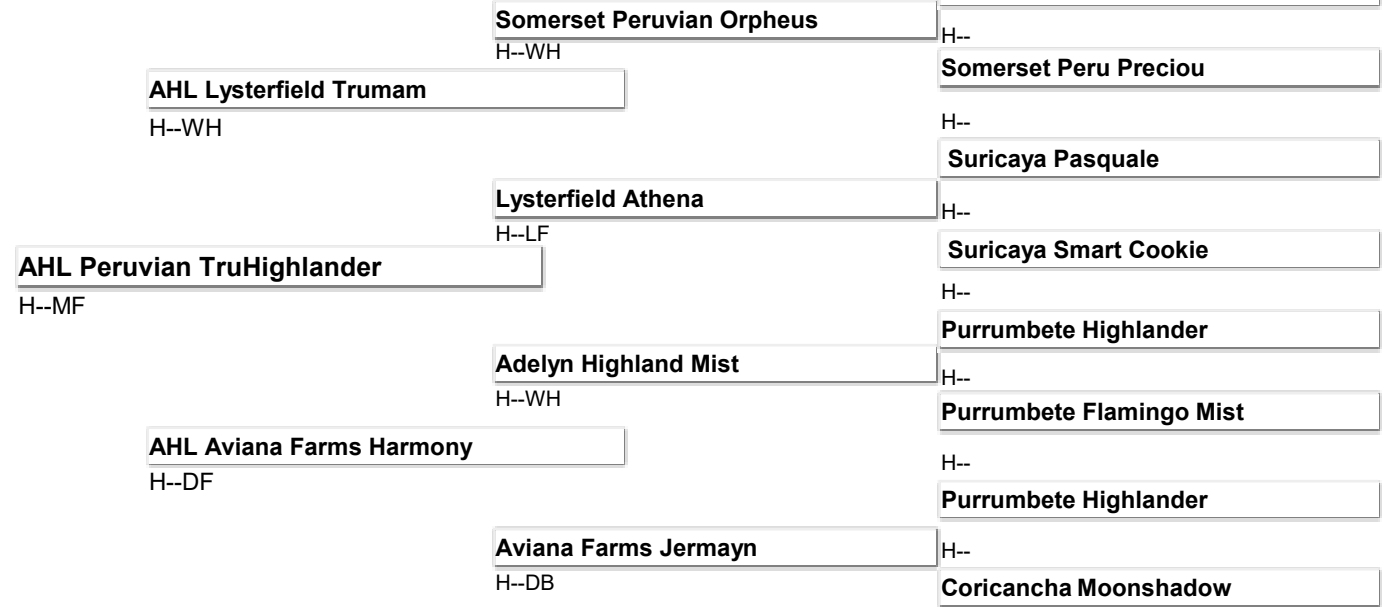 Somerset Peruvian Orpheus
H--WH
H--
Somerset Peru Preciou
AHL Lysterfield Trumam
H--WH
H--
Suricaya Pasquale
Lysterfield Athena
H--LF
H--
Suricaya Smart Cookie
AHL Peruvian TruHighlander
H--MF
H--
Purrumbete Highlander
Adelyn Highland Mist
H--WH
H--
Purrumbete Flamingo Mist
AHL Aviana Farms Harmony
H--DF
H--
Purrumbete Highlander
Aviana Farms Jermayn
H--DB
H--
Coricancha Moonshadow